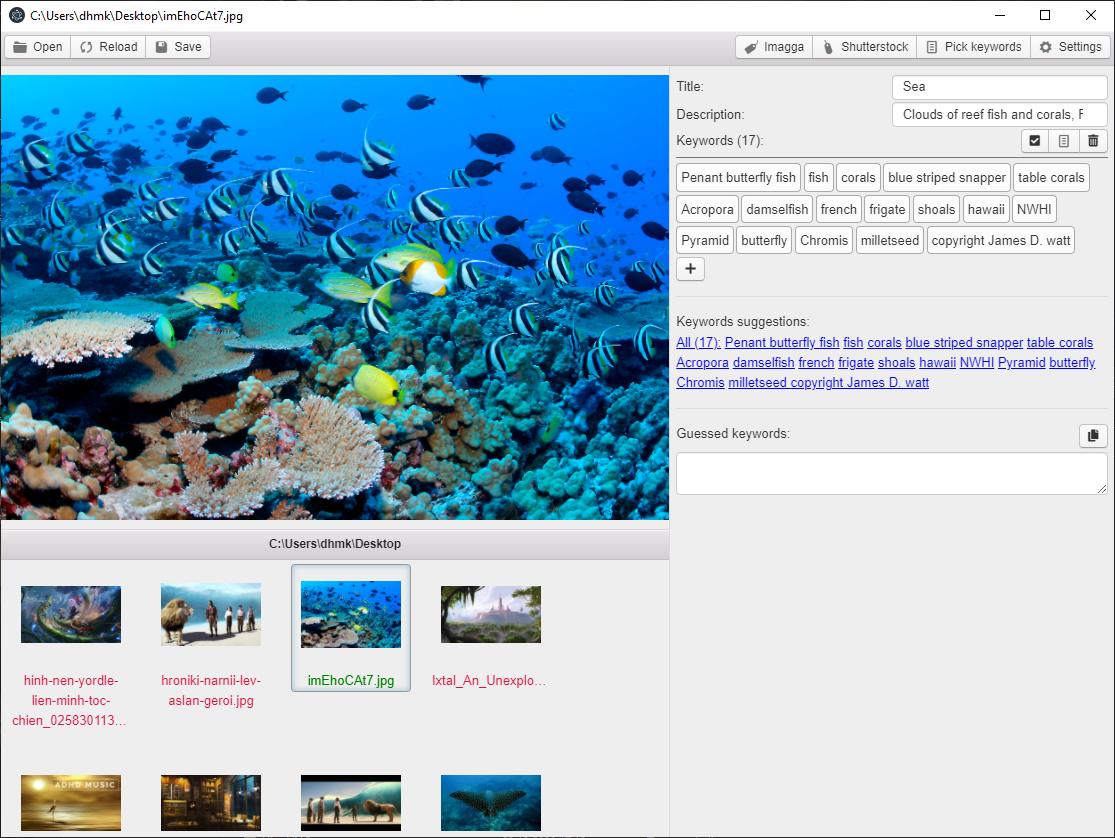 C:\Users\dhmk\Desktop\imEhoCAt7.jpg
Open Reload Save Imagga Shutterstock Pick keywords Settings
Title: Sea
Description: Clouds of reef fish and corals, F
Keywords (17):
Penant butterfly fish fish corals blue striped snapper table corals
Acropora damselfish french frigate shoals hawaii NWHI
Pyramid butterfly Chromis milletseed copyright James D. watt
Keywords suggestions:
All (17): Penant butterfly fish fish corals blue striped snapper table corals
Acropora damselfish french frigate shoals hawaii NWHI Pyramid butterfly
Chromis milletseed copyright James D. watt
Guessed keywords:
C:\Users\dhmk\Desktop
hinh-nen-yordle-
lien-minh-toc-
chien_025830113...
hroniki-narnii-lev-
aslan-geroi.jpg
imEhoCAt7.jpg
Ixtal_An_Unexplo...
ADHD MUSIC